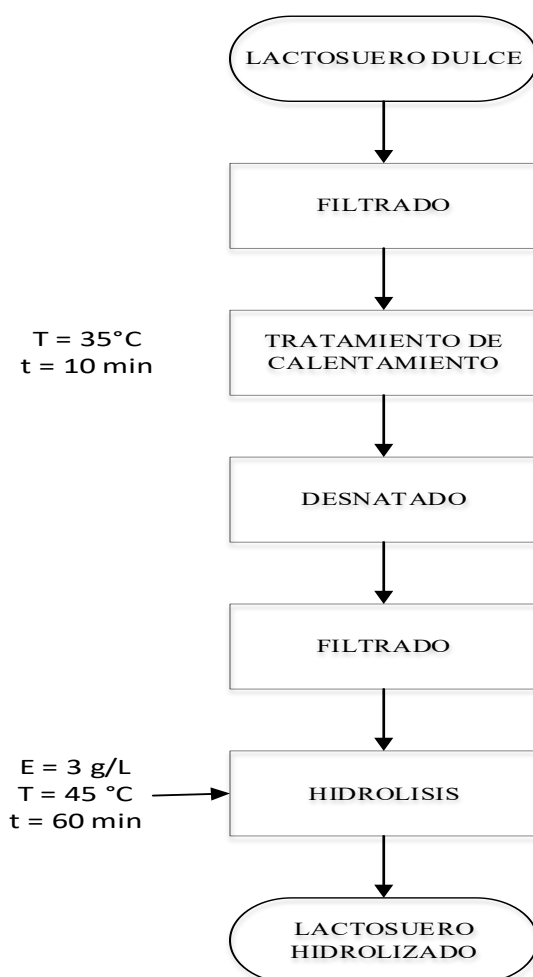 LACTOSUERO DULCE
FILTRADO
T = 35°C
t = 10 min
TRATAMIENTO DE
CALENTAMIENTO
DESNATADO
FILTRADO
E = 3 g/L
T = 45 °C
t = 60 min
HIDROLISIS
LACTOSUERO
HIDROLIZADO